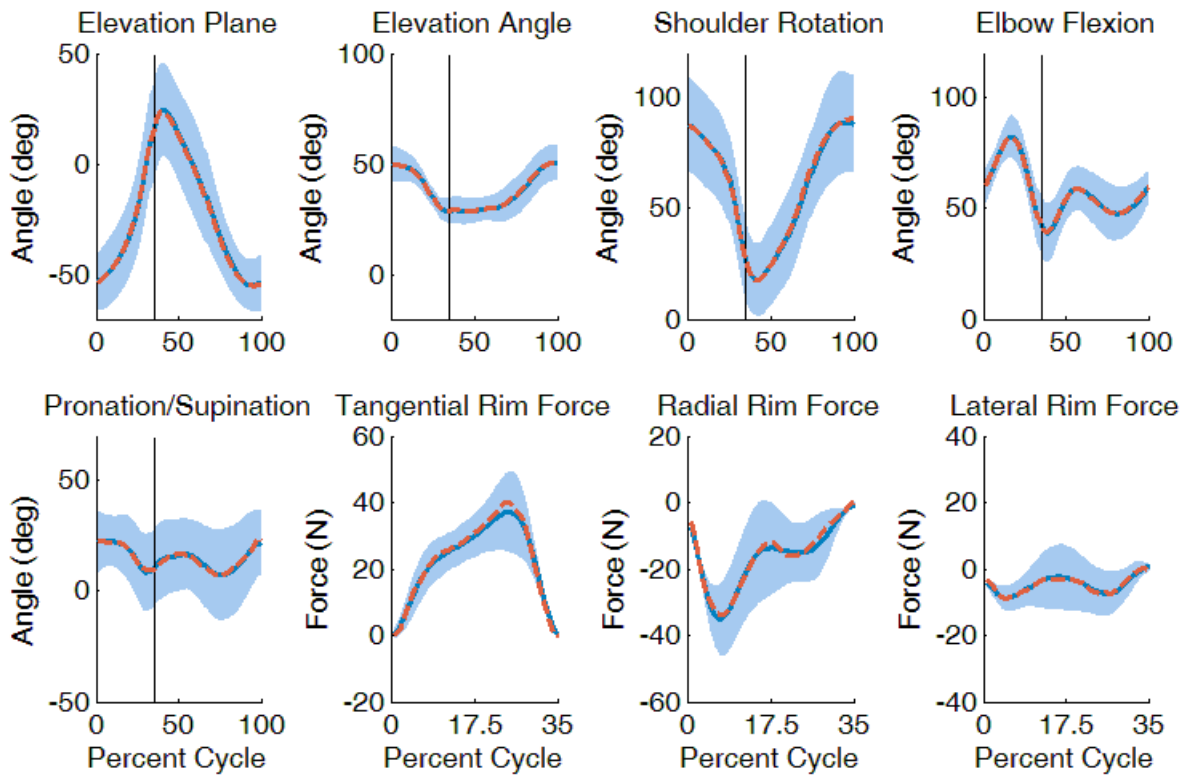 Elevation Plane
Elevation Angle
Shoulder Rotation
Elbow Flexion
Angle (deg)
50
0
-50
0
50
100
Angle (deg)
100
50
0
0
50
100
Angle (deg)
100
50
0
0
50
100
Angle (deg)
100
50
0
0
50
100
Pronation/Supination
Tangential Rim Force
Radial Rim Force
Lateral Rim Force
Angle (deg)
50
0
-50
0
50
100
Percent Cycle
Force (N)
60
40
20
0
-20
0
17.5
35
Percent Cycle
Force (N)
20
0
-20
-40
-60
0
17.5
35
Percent Cycle
Force (N)
40
20
0
-20
-40
0
17.5
35
Percent Cycle